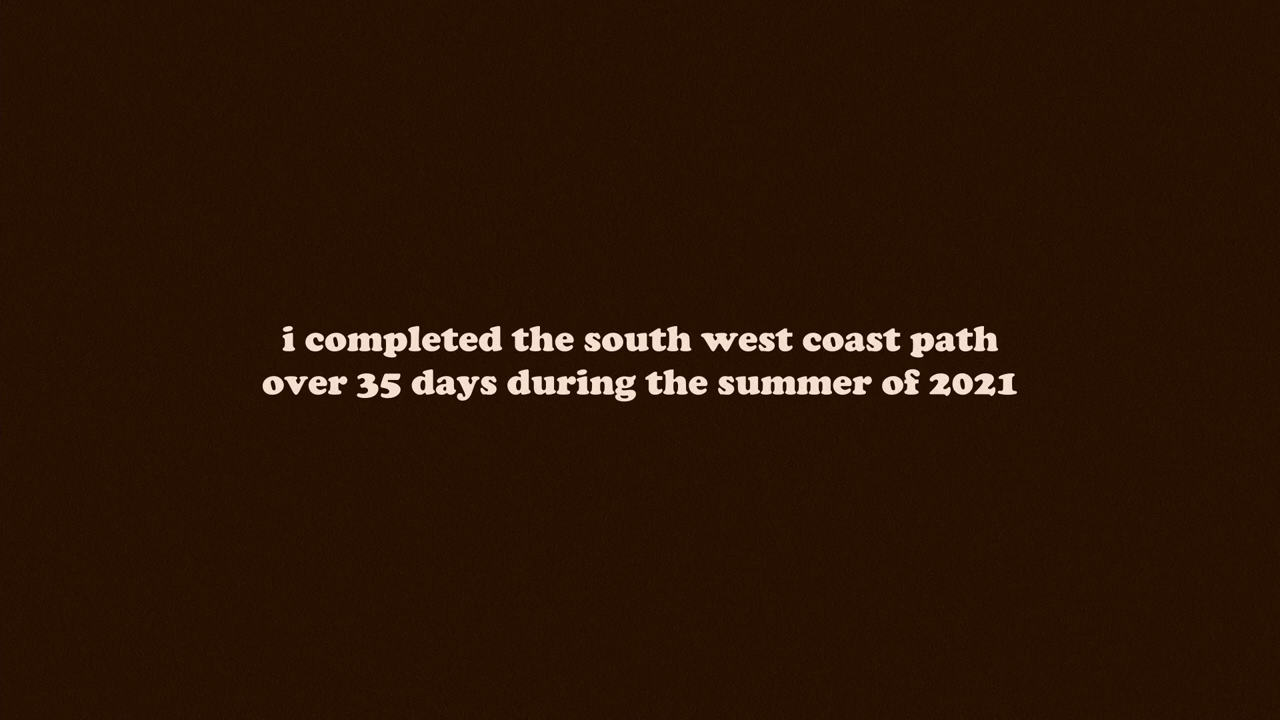 i completed the south west coast path
over 35 days during the summer of 2021